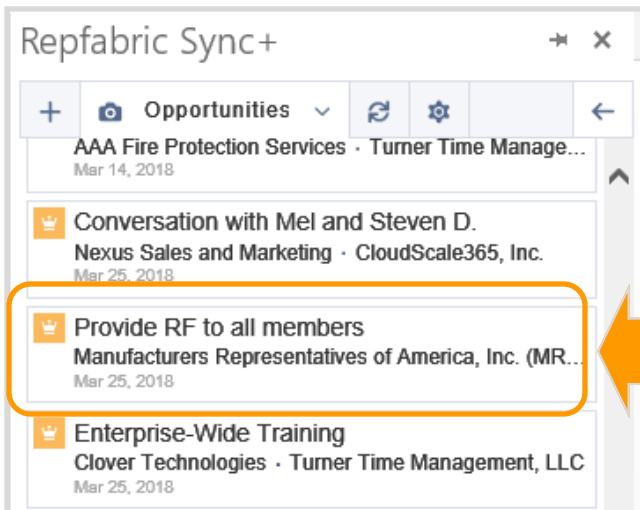 Repfabric Sync+
Opportunities
AAA Fire Protection Services · Turner Time Manage...
Mar 14, 2018
Conversation with Mel and Steven D.
Nexus Sales and Marketing · CloudScale365, Inc.
Mar 25, 2018
Provide RF to all members
Manufacturers Representatives of America, Inc. (MR...
Mar 25, 2018
Enterprise-Wide Training
Clover Technologies · Turner Time Management, LLC
Mar 25, 2018